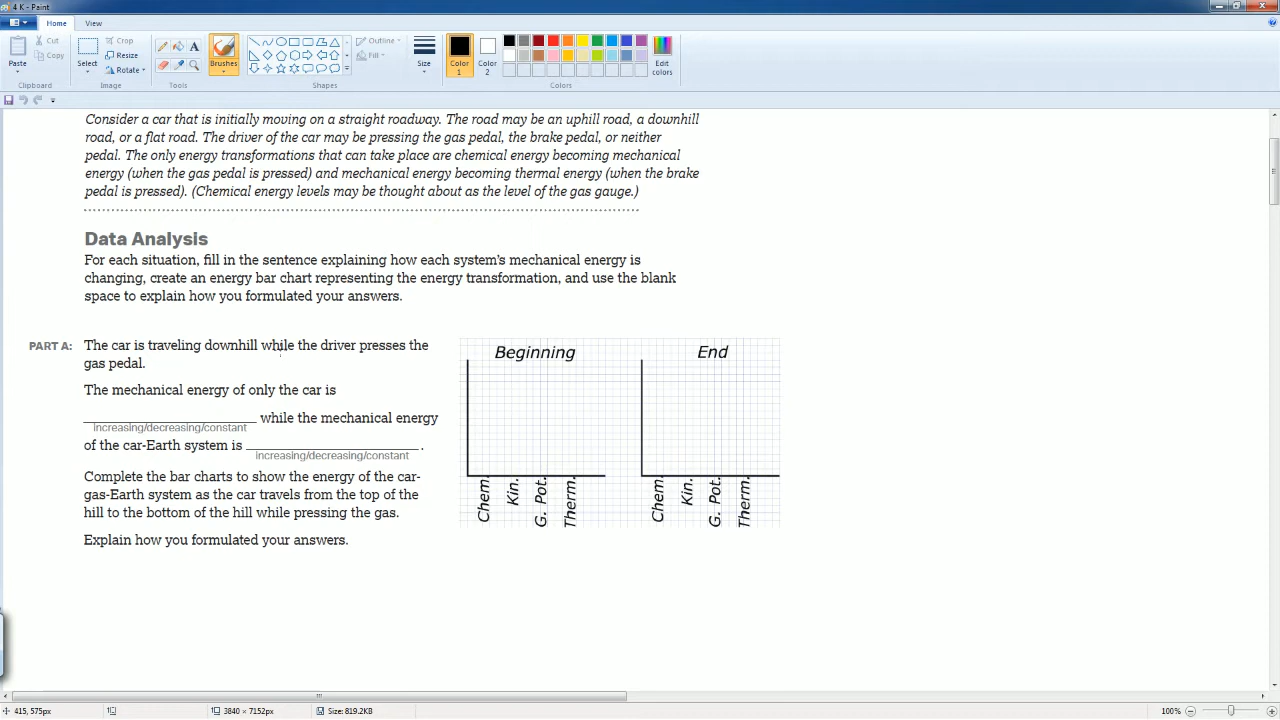 4 K - Paint
Home View
Cut
Copy
Paste
Clipboard
Select
Crop
Resize
Rotate
Image
A
Tools
Brushes
Outline
Fill
Shapes
Size
Color 1
Color 2
Edit colors
Colors
Consider a car that is initially moving on a straight roadway. The road may be an uphill road, a downhill
road, or a flat road. The driver of the car may be pressing the gas pedal, the brake pedal, or neither
pedal. The only energy transformations that can take place are chemical energy becoming mechanical
energy (when the gas pedal is pressed) and mechanical energy becoming thermal energy (when the brake
pedal is pressed). (Chemical energy levels may be thought about as the level of the gas gauge.)
Data Analysis
For each situation, fill in the sentence explaining how each system's mechanical energy is
changing, create an energy bar chart representing the energy transformation, and use the blank
space to explain how you formulated your answers.
PART A: The car is traveling downhill while the driver presses the
gas pedal.
The mechanical energy of only the car is
while the mechanical energy
increasing/decreasing/constant
of the car-Earth system is .
increasing/decreasing/constant
Complete the bar charts to show the energy of the car-
gas-Earth system as the car travels from the top of the
hill to the bottom of the hill while pressing the gas.
Explain how you formulated your answers.
Beginning
Chem.
Kin.
G. Pot.
Therm.
End
Chem.
Kin.
G. Pot.
Therm.
415, 575px
3840 × 7152px
Size: 819.2KB
100%